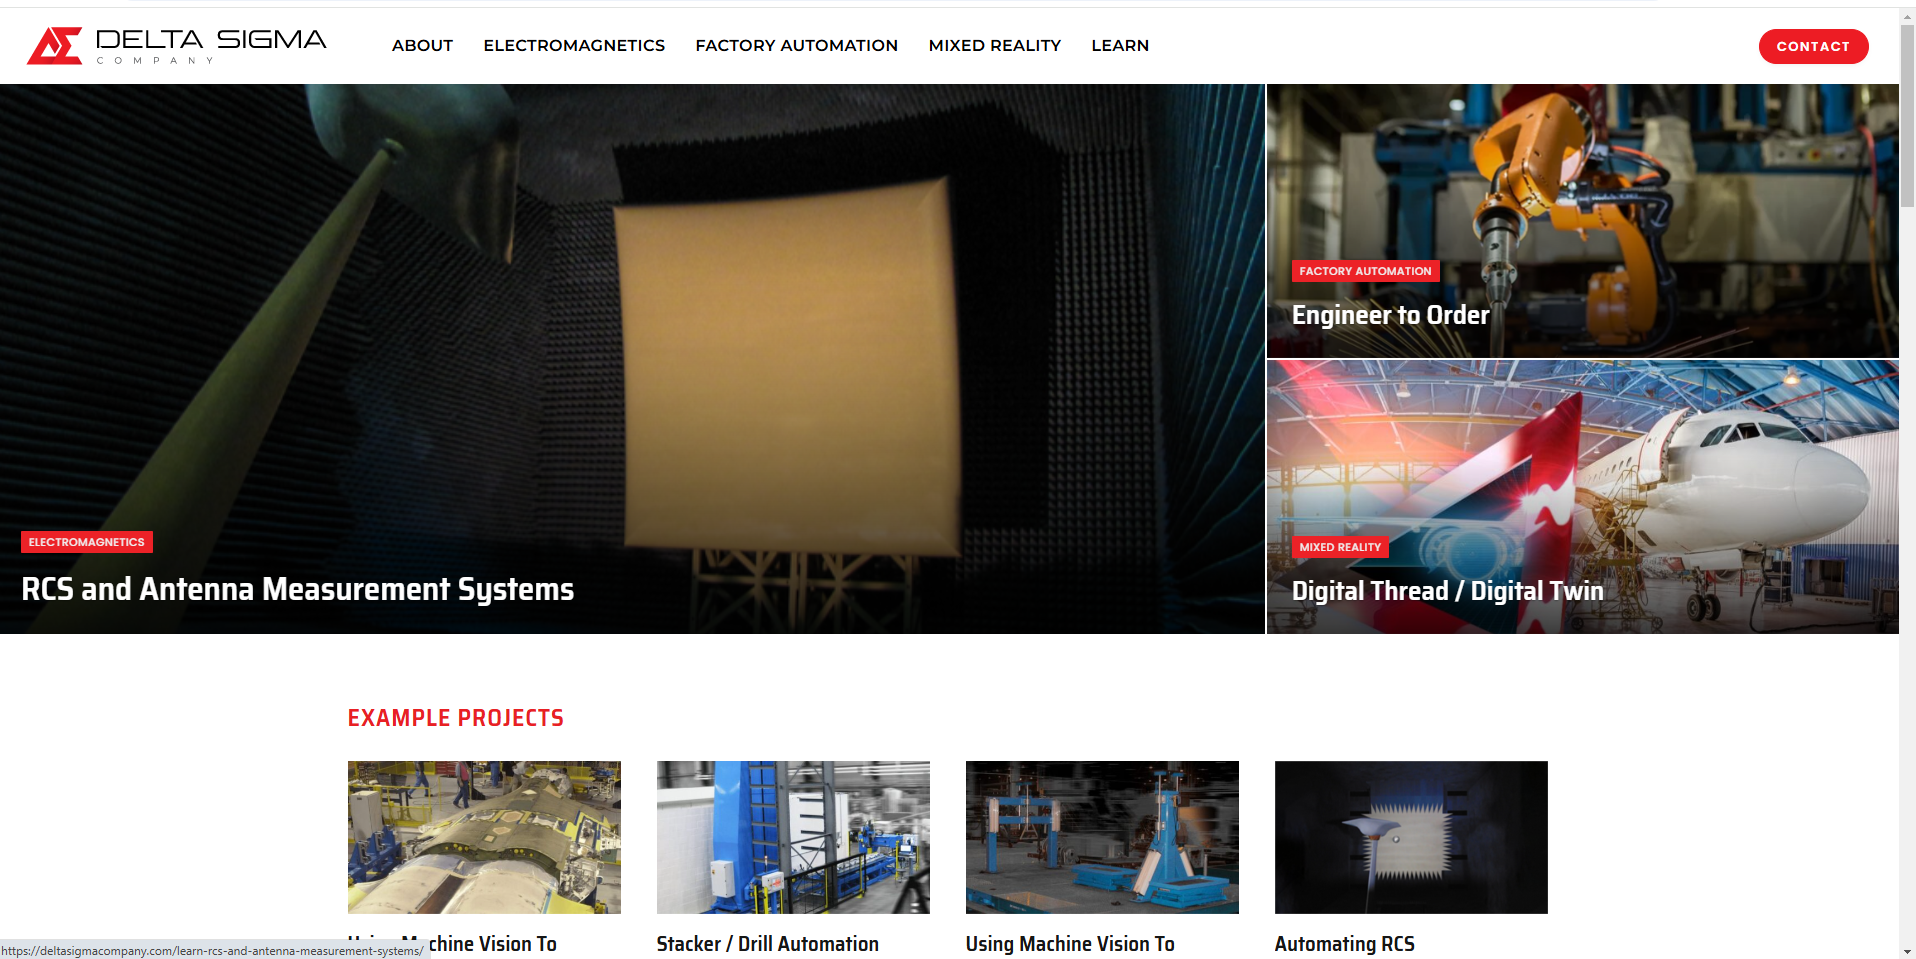 DELTA SIGMA
COMPANY
ABOUT
ELECTROMAGNETICS
FACTORY AUTOMATION
MIXED REALITY
LEARN
CONTACT
ELECTROMAGNETICS
RCS and Antenna Measurement Systems
FACTORY AUTOMATION
Engineer to Order
MIXED REALITY
Digital Thread / Digital Twin
EXAMPLE PROJECTS
Using Machine Vision To
Stacker / Drill Automation
Using Machine Vision To
Automating RCS
https://deltasigmacompany.com/learn-rcs-and-antenna-measurement-systems/